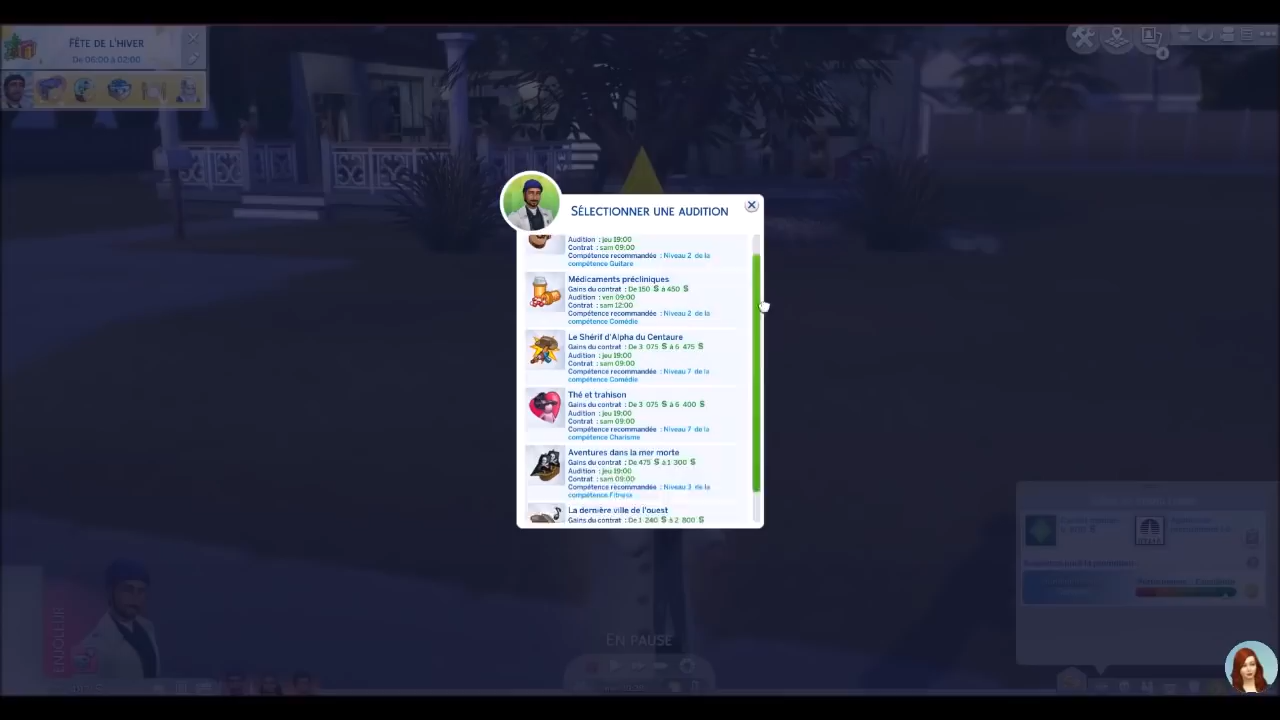 FÊTE DE L'HIVER
De 06:00 à 02:00
SÉLECTIONNER UNE AUDITION
Audition : jeu 19:00
Contrat : sam 09:00
Compétence recommandée : Niveau 2 de la
compétence Guitare
Médicaments précliniques
Gains du contrat : De 150 $ à 450 $
Audition : ven 09:00
Contrat : sam 12:00
Compétence recommandée : Niveau 2 de la
compétence Comédie
Le Shérif d'Alpha du Centaure
Gains du contrat : De 3 075 $ à 6 475 $
Audition : jeu 19:00
Contrat : sam 09:00
Compétence recommandée : Niveau 7 de la
compétence Comédie
Thé et trahison
Gains du contrat : De 3 075 $ à 6 400 $
Audition : jeu 19:00
Contrat : sam 09:00
Compétence recommandée : Niveau 7 de la
compétence Charisme
Aventures dans la mer morte
Gains du contrat : De 475 $ à 1 300 $
Audition : jeu 19:00
Contrat : sam 09:00
Compétence recommandée : Niveau 3 de la
compétence Fitness
La dernière ville de l'ouest
Gains du contrat : De 1 240 $ à 2 800 $
ENJÔLEUR
EN PAUSE